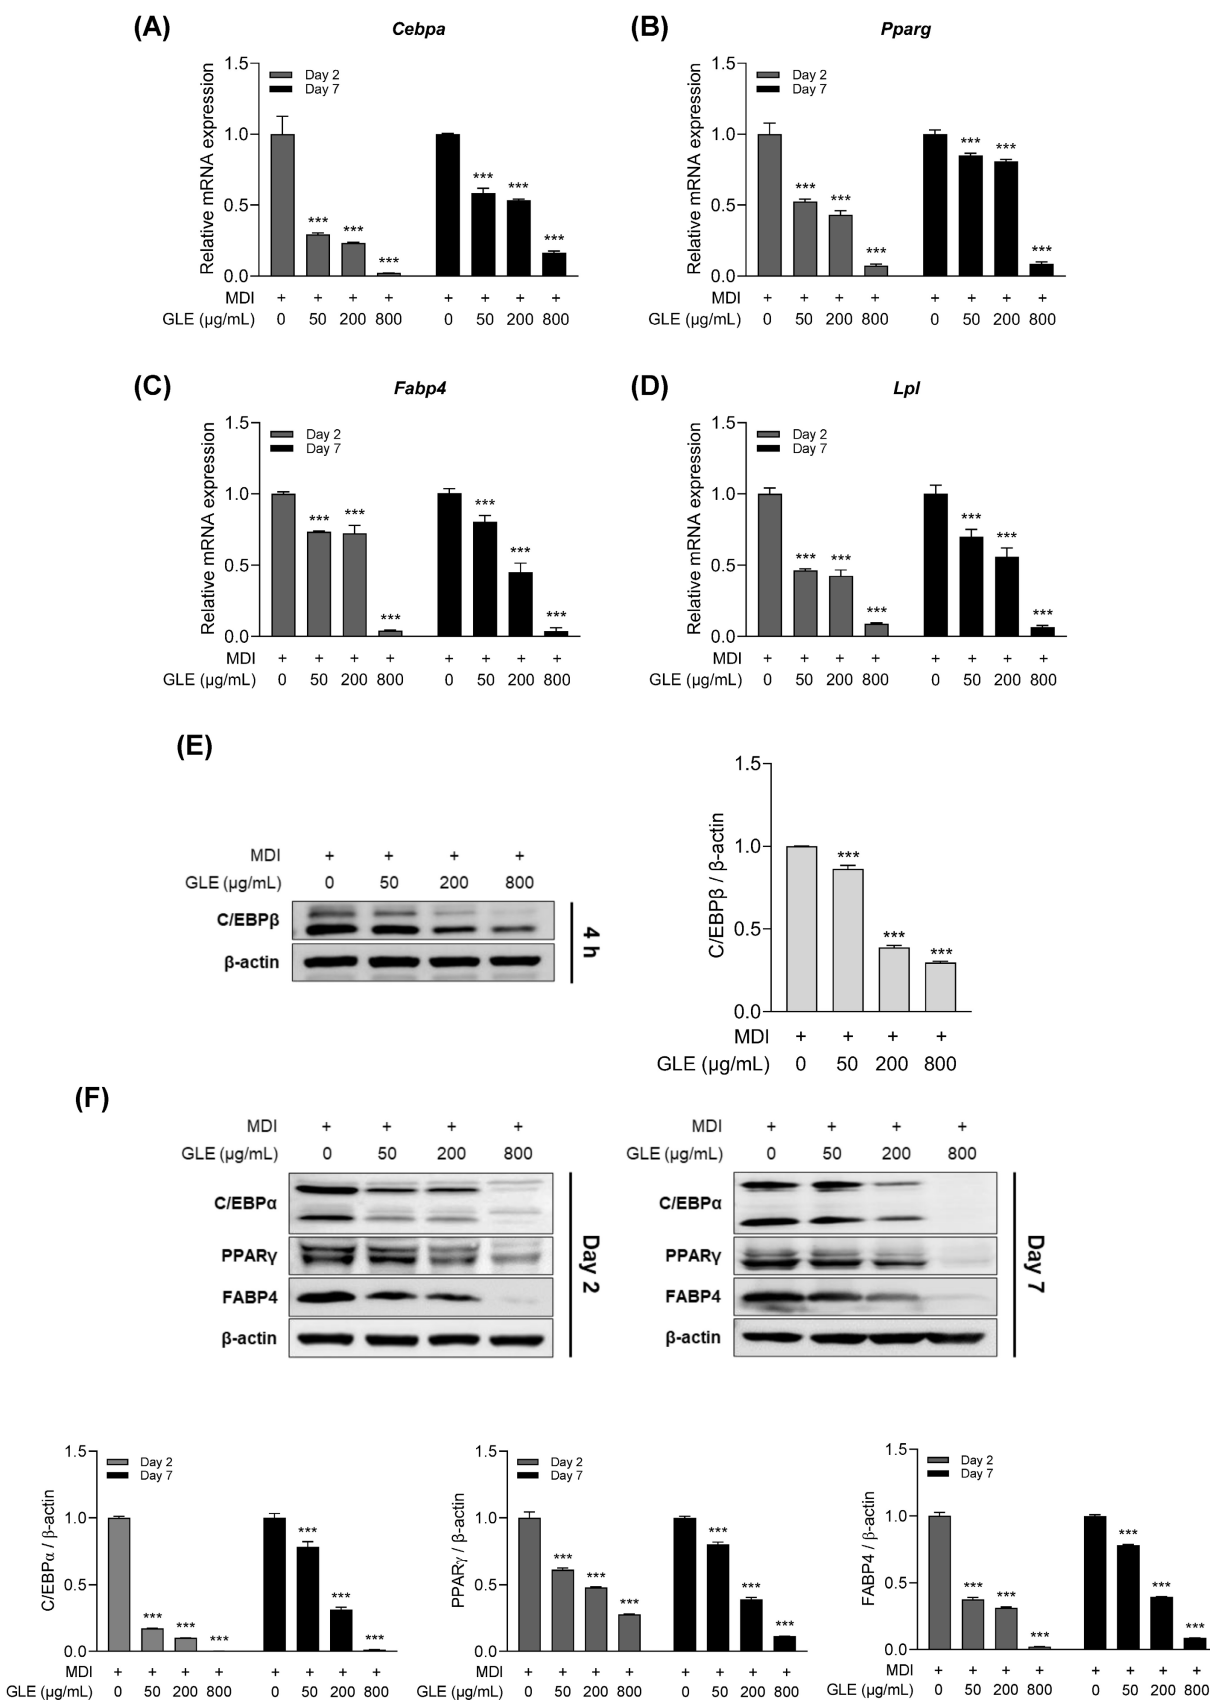 (A)
Cebpa
Relative mRNA expression
1.5
1.0
0.5
0.0
Day 2
Day 7
*** *** *** *** *** ***
MDI + + + + + + + +
GLE (µg/mL) 0 50 200 800 0 50 200 800
(B)
Pparg
Relative mRNA expression
1.5
1.0
0.5
0.0
Day 2
Day 7
*** *** *** *** *** ***
MDI + + + + + + + +
GLE (µg/mL) 0 50 200 800 0 50 200 800
(C)
Fabp4
Relative mRNA expression
1.5
1.0
0.5
0.0
Day 2
Day 7
*** *** *** *** *** ***
MDI + + + + + + + +
GLE (µg/mL) 0 50 200 800 0 50 200 800
(D)
Lpl
Relative mRNA expression
1.5
1.0
0.5
0.0
Day 2
Day 7
*** *** *** *** *** ***
MDI + + + + + + + +
GLE (µg/mL) 0 50 200 800 0 50 200 800
(E)
MDI + + + +
GLE (µg/mL) 0 50 200 800
C/EBPβ
β-actin
4 h
C/EBPβ / β-actin
1.5
1.0
0.5
0.0
*** *** ***
MDI + + + +
GLE (µg/mL) 0 50 200 800
(F)
MDI + + + +
GLE (µg/mL) 0 50 200 800
C/EBPα
PPARγ
FABP4
β-actin
Day 2
MDI + + + +
GLE (µg/mL) 0 50 200 800
C/EBPα
PPARγ
FABP4
β-actin
Day 7
C/EBPα / β-actin
1.5
1.0
0.5
0.0
Day 2
Day 7
*** *** *** *** *** ***
MDI + + + + + + + +
GLE (µg/mL) 0 50 200 800 0 50 200 800
PPARγ / β-actin
1.5
1.0
0.5
0.0
Day 2
Day 7
*** *** *** *** *** ***
MDI + + + + + + + +
GLE (µg/mL) 0 50 200 800 0 50 200 800
FABP4 / β-actin
1.5
1.0
0.5
0.0
Day 2
Day 7
*** *** *** *** *** ***
MDI + + + + + + + +
GLE (µg/mL) 0 50 200 800 0 50 200 800